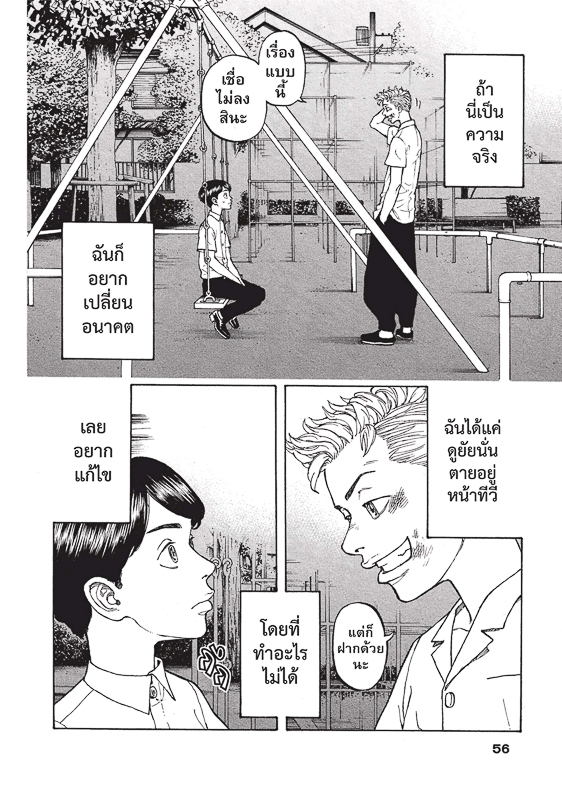 ถ้า
นี่เป็น
ความ
จริง
เรื่อง
แบบ
นี้
เชื่อ
ไม่ลง
สินะ
ฉันก็
อยาก
เปลี่ยน
อนาคต
ฉันได้แค่
ดูยัยนั่น
ตายอยู่
หน้าทีวี
แต่ก็
ฝากด้วย
นะ
โดยที่
ทำอะไร
ไม่ได้
เลย
อยาก
แก้ไข
56